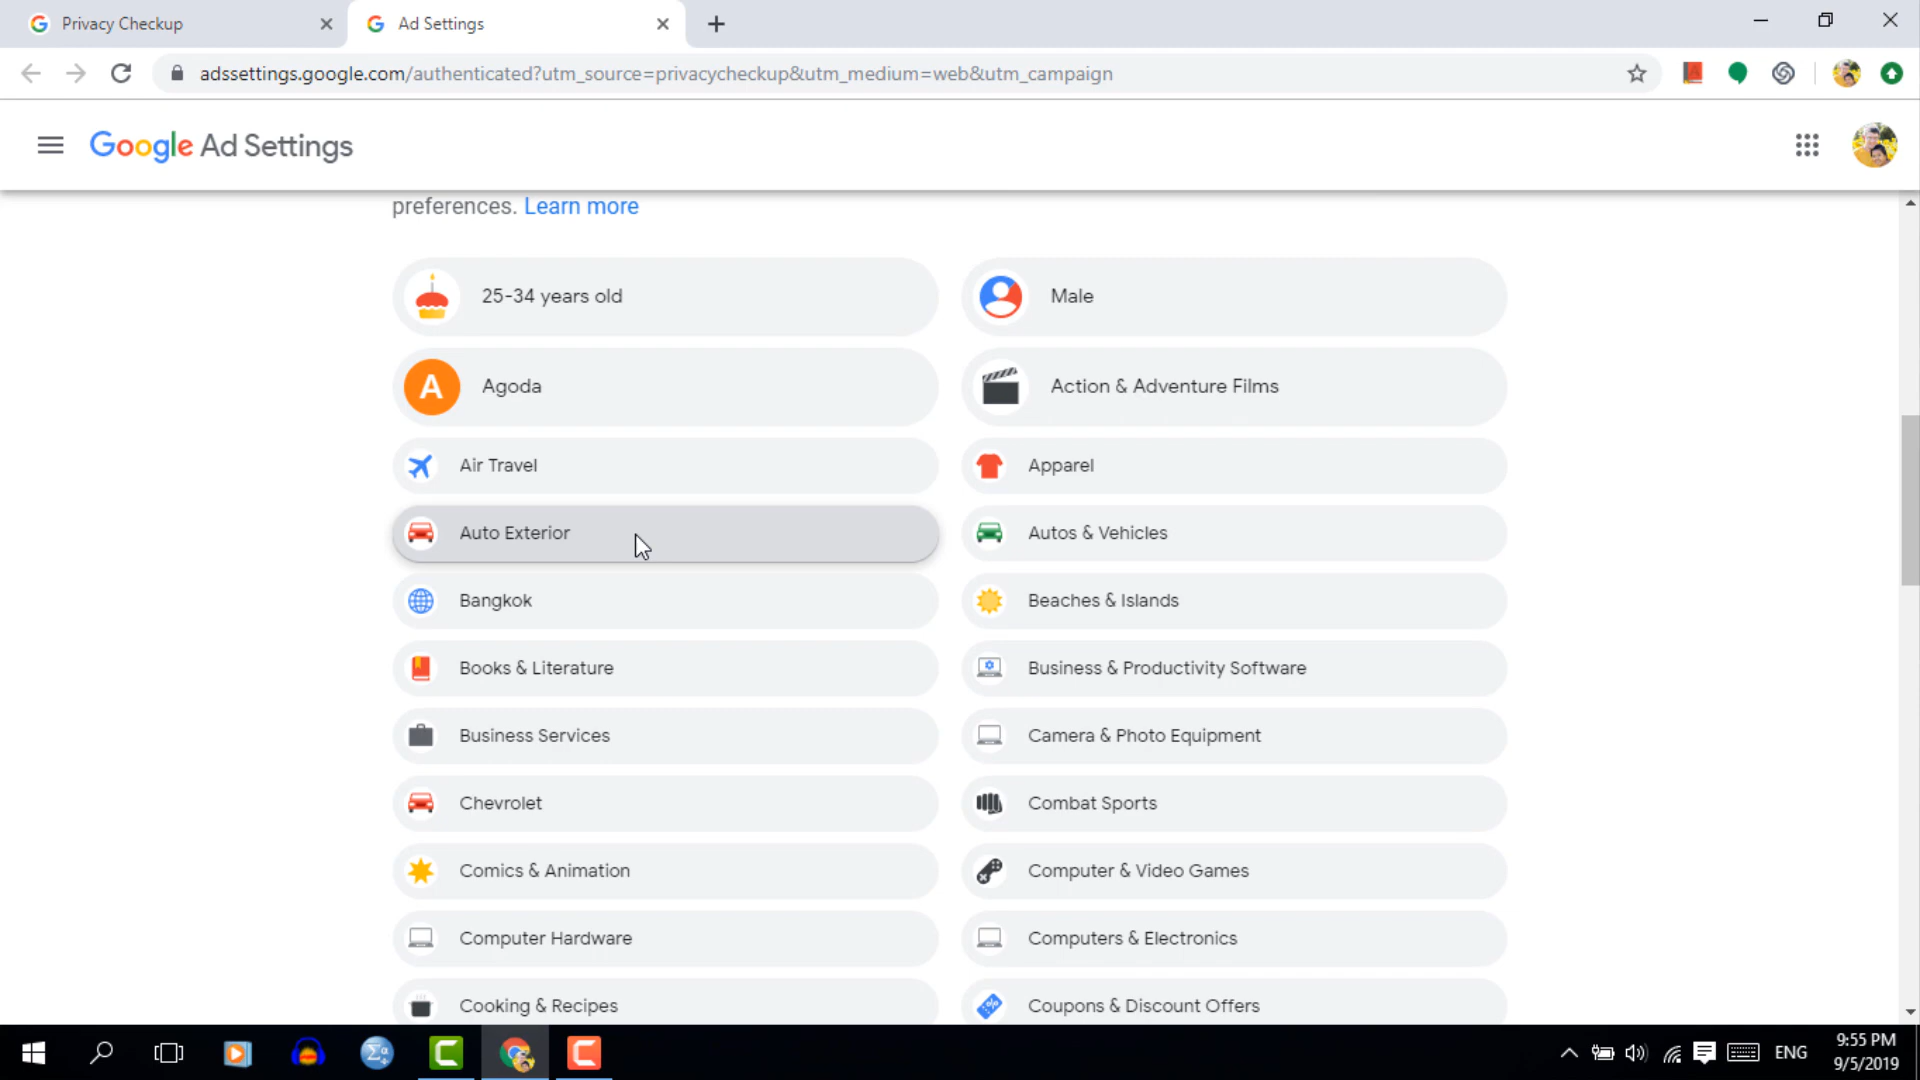 Privacy Checkup
Ad Settings
adssettings.google.com/authenticated?utm_source=privacycheckup&utm_medium=web&utm_campaign
Google Ad Settings
preferences. Learn more
25-34 years old
Male
A
Agoda
Action & Adventure Films
Air Travel
Apparel
Auto Exterior
Autos & Vehicles
Bangkok
Beaches & Islands
Books & Literature
Business & Productivity Software
Business Services
Camera & Photo Equipment
Chevrolet
Combat Sports
Comics & Animation
Computer & Video Games
Computer Hardware
Computers & Electronics
Cooking & Recipes
Coupons & Discount Offers
ENG
9:55 PM
9/5/2019